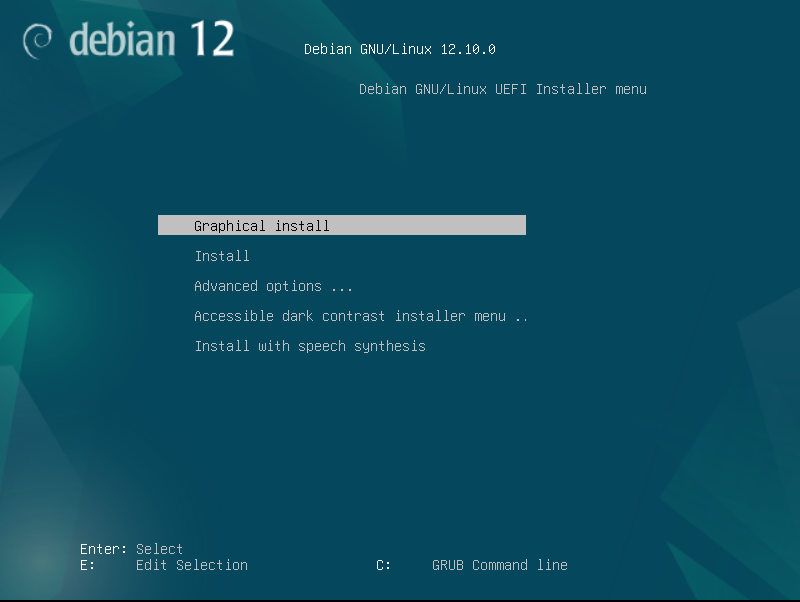 debian 12
Debian GNU/Linux 12.10.0
Debian GNU/Linux UEFI Installer menu
Graphical install
Install
Advanced options ...
Accessible dark contrast installer menu ..
Install with speech synthesis
Enter: Select
E: Edit Selection C: GRUB Command line